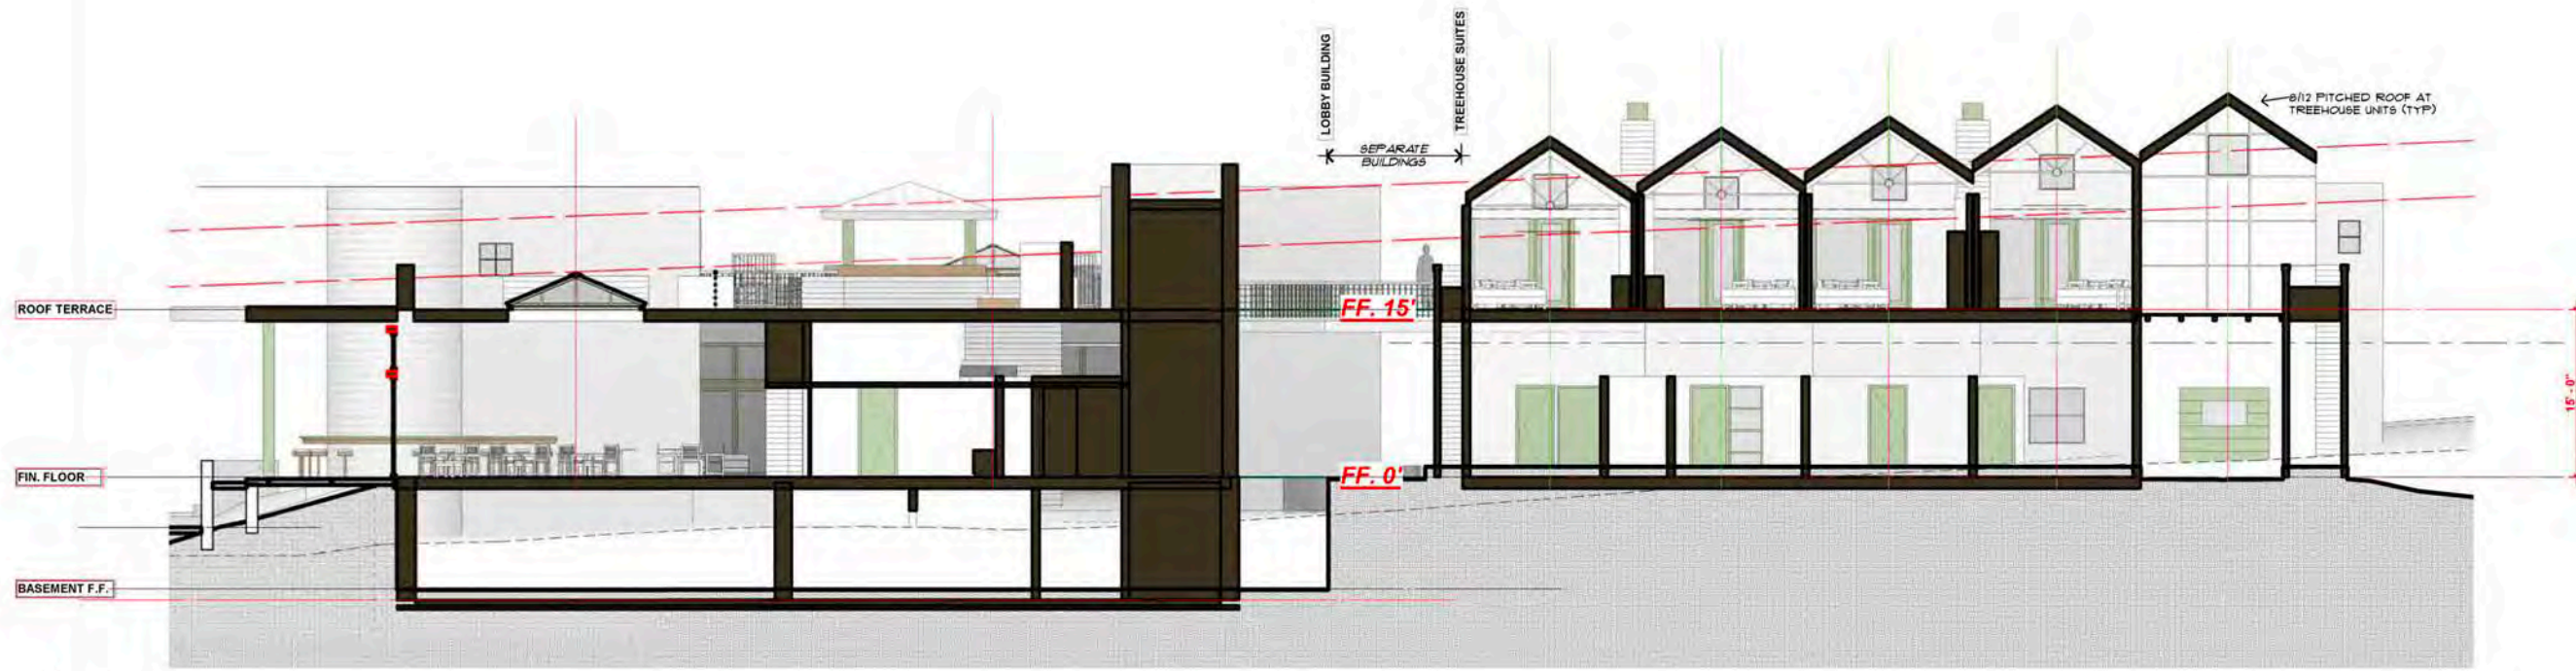 LOBBY BUILDING
TREEHOUSE SUITES
SEPARATE
BUILDINGS
8/12 PITCHED ROOF AT
TREEHOUSE UNITS (TYP)
ROOF TERRACE
FF. 15'
15' - 0"
FIN. FLOOR
FF. 0'
BASEMENT F.F.